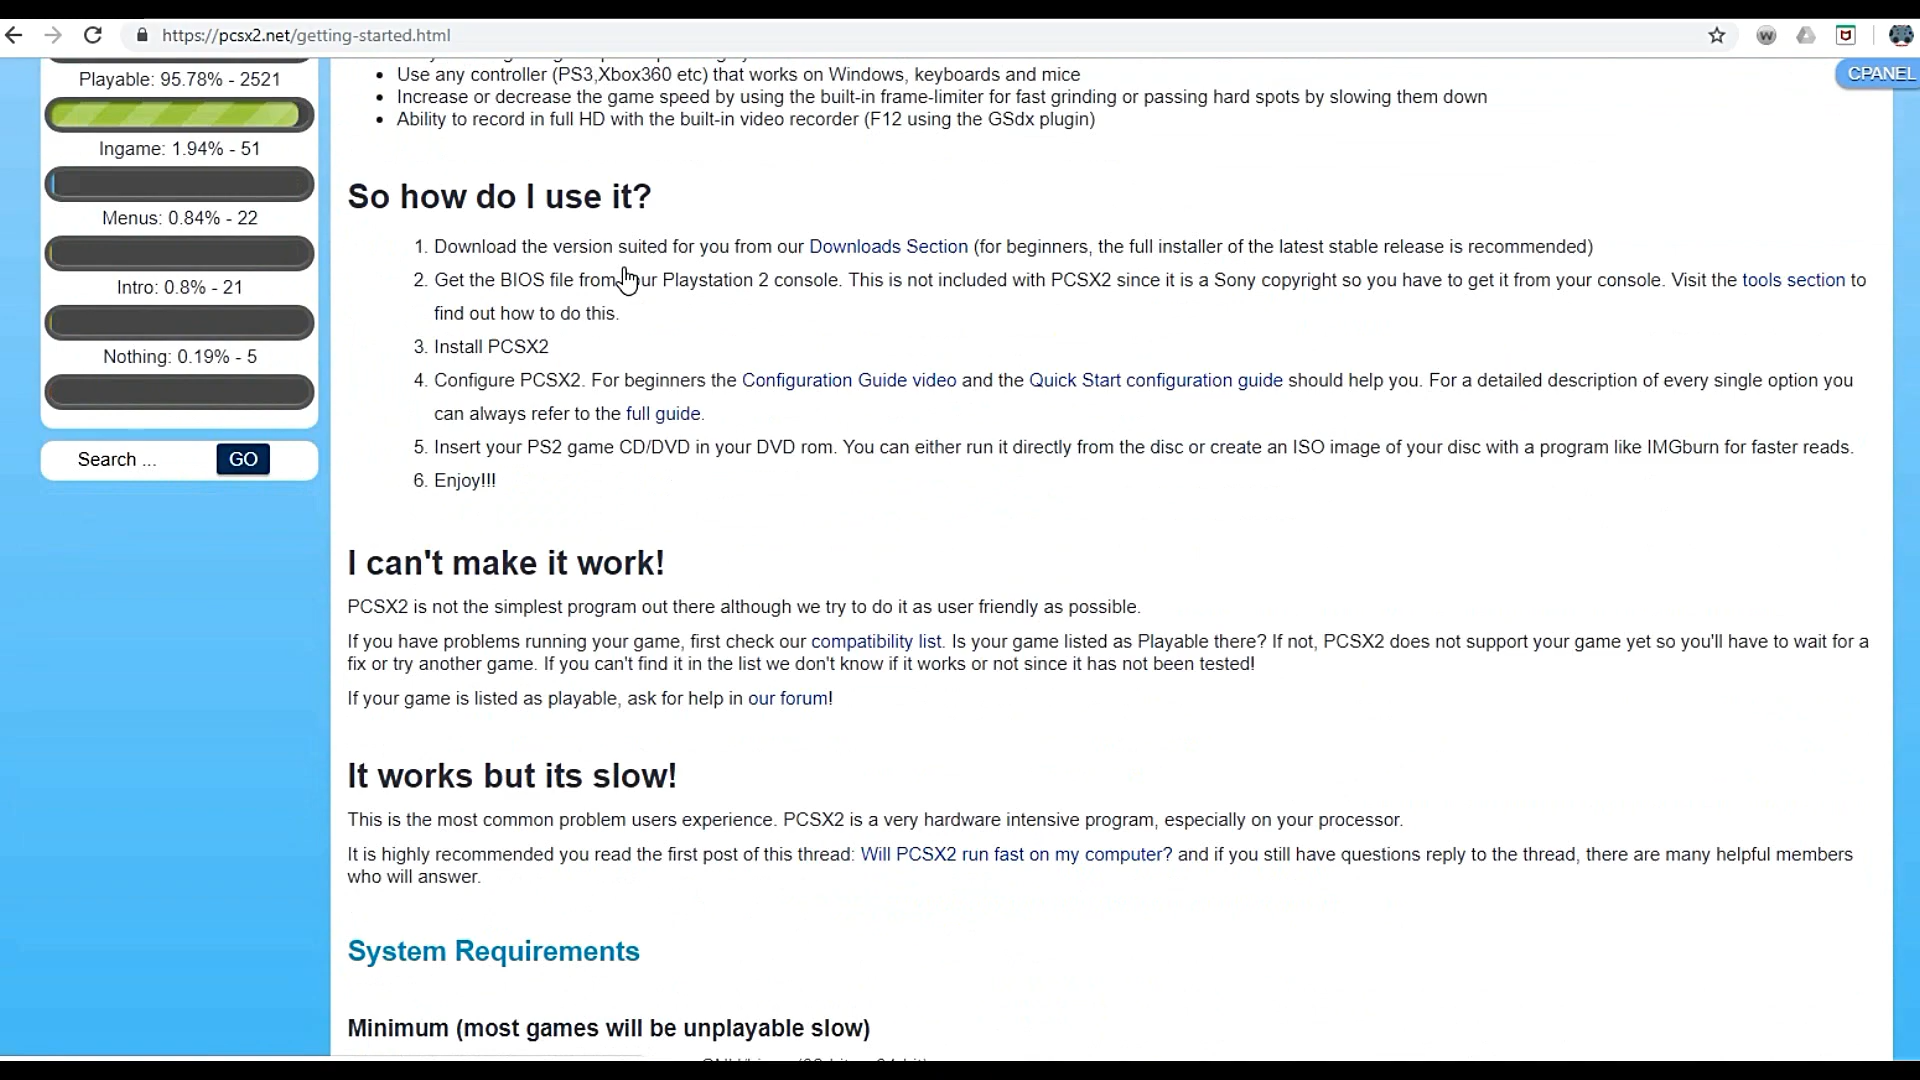 https://pcsx2.net/getting-started.html
CPANEL
Playable: 95.78% - 2521
Ingame: 1.94% - 51
Menus: 0.84% - 22
Intro: 0.8% - 21
Nothing: 0.19% - 5
Search ... GO
Use any controller (PS3,Xbox360 etc) that works on Windows, keyboards and mice
Increase or decrease the game speed by using the built-in frame-limiter for fast grinding or passing hard spots by slowing them down
Ability to record in full HD with the built-in video recorder (F12 using the GSdx plugin)
So how do I use it?
1. Download the version suited for you from our Downloads Section (for beginners, the full installer of the latest stable release is recommended)
2. Get the BIOS file from your Playstation 2 console. This is not included with PCSX2 since it is a Sony copyright so you have to get it from your console. Visit the tools section to
find out how to do this.
3. Install PCSX2
4. Configure PCSX2. For beginners the Configuration Guide video and the Quick Start configuration guide should help you. For a detailed description of every single option you
can always refer to the full guide.
5. Insert your PS2 game CD/DVD in your DVD rom. You can either run it directly from the disc or create an ISO image of your disc with a program like IMGburn for faster reads.
6. Enjoy!!!
I can't make it work!
PCSX2 is not the simplest program out there although we try to do it as user friendly as possible.
If you have problems running your game, first check our compatibility list. Is your game listed as Playable there? If not, PCSX2 does not support your game yet so you'll have to wait for a
fix or try another game. If you can't find it in the list we don't know if it works or not since it has not been tested!
If your game is listed as playable, ask for help in our forum!
It works but its slow!
This is the most common problem users experience. PCSX2 is a very hardware intensive program, especially on your processor.
It is highly recommended you read the first post of this thread: Will PCSX2 run fast on my computer? and if you still have questions reply to the thread, there are many helpful members
who will answer.
System Requirements
Minimum (most games will be unplayable slow)